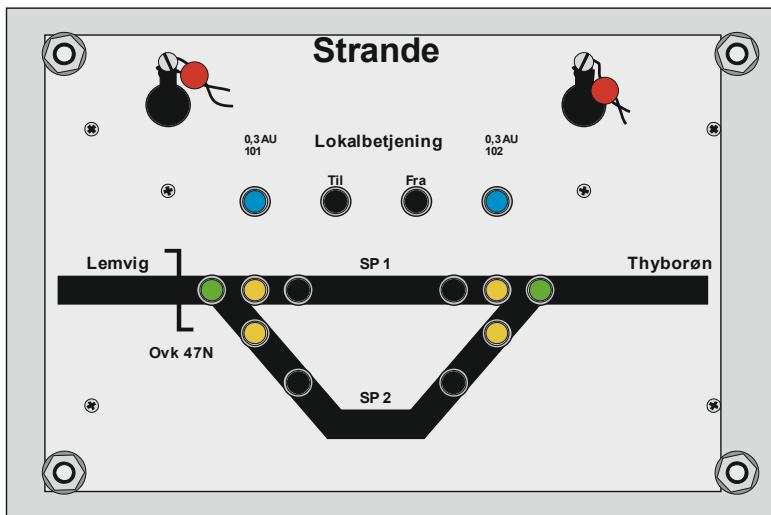 Strande
0,3 AU
101
Lokalbetjening
0,3 AU
102
Til
Fra
Lemvig
SP 1
Thyborøn
Ovk 47N
SP 2